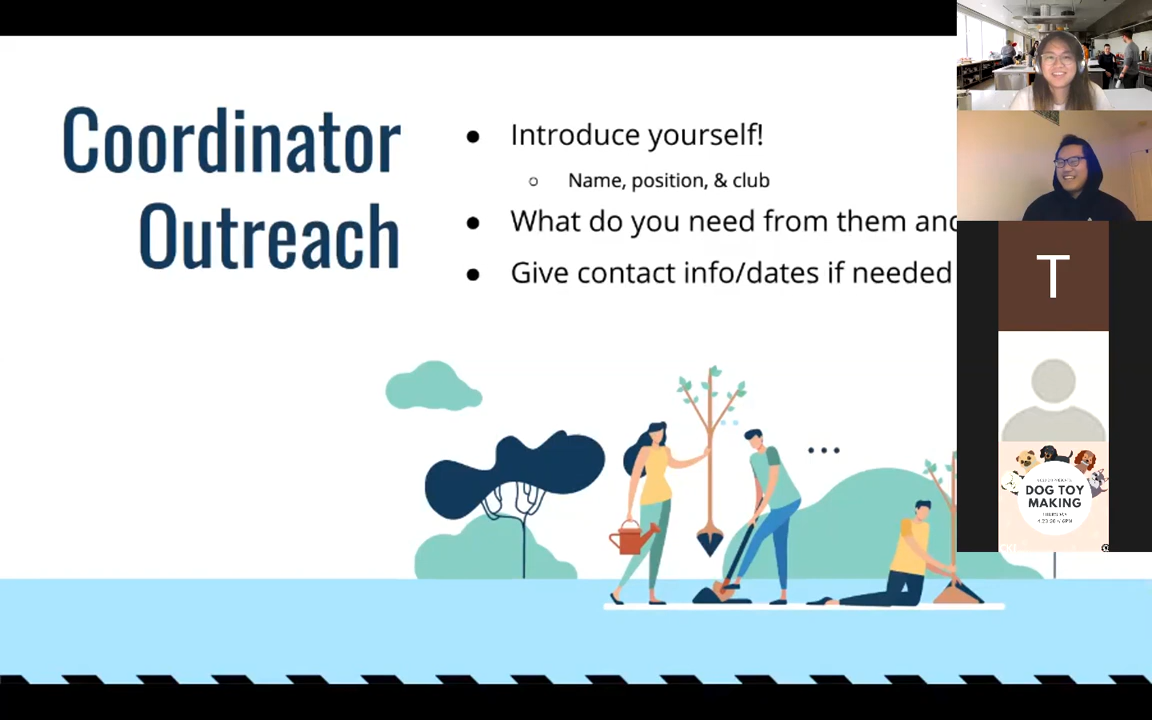 Coordinator
Outreach
● Introduce yourself!
○ Name, position, & club
● What do you need from them and
● Give contact info/dates if needed
T
DOG TOY
MAKING